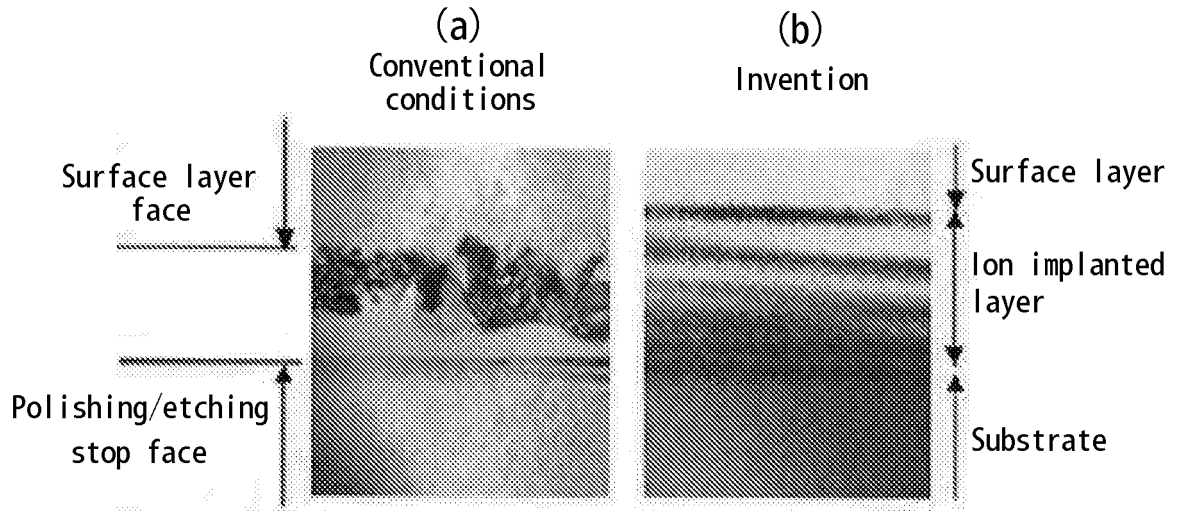 (a)
Conventional
conditions
(b)
Invention
Surface layer
face
Polishing/etching
stop face
Surface layer
Ion implanted
layer
Substrate